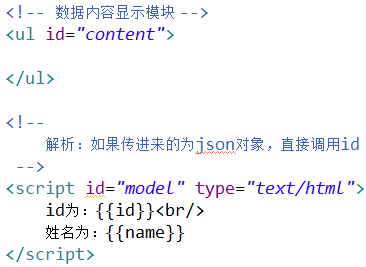 <!-- 数据内容显示模块 -->
<ul id="content">
</ul>
<!--
解析：如果传进来的为json对象，直接调用id
-->
<script id="model" type="text/html">
id为：{{id}}<br/>
姓名为：{{name}}
</script>